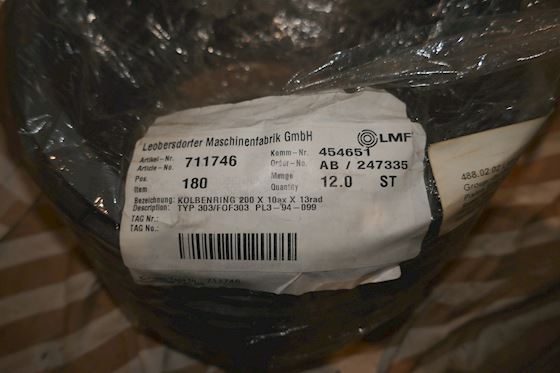 Leobersdorfer Maschinenfabrik GmbH LMF
Artikel-Nr. 711746 Komm-Nr. 454651
Article-No. Order-No. AB / 247335
Pos. 180 Menge 12.0 ST
Item Quantity
Bezeichnung: KOLBENRING 200 X 10ax X 13rad
Description: TYP 303/FOF303 PL3-94-099
TAG Nr.:
TAG No.:
711746
488.02.02